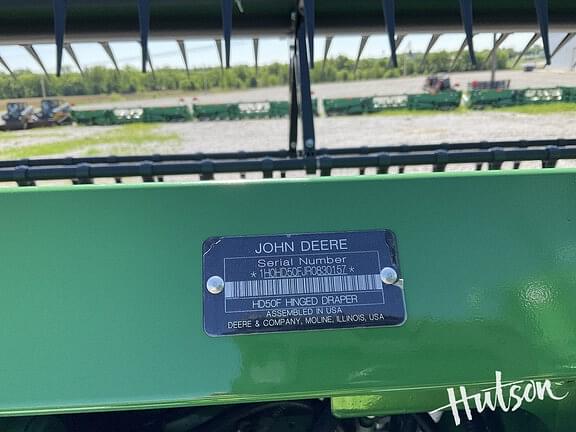 JOHN DEERE
Serial Number
*1H0HD50FJR0830157*
HD50F HINGED DRAPER
ASSEMBLED IN USA
DEERE & COMPANY, MOLINE, ILLINOIS, USA
Hutson